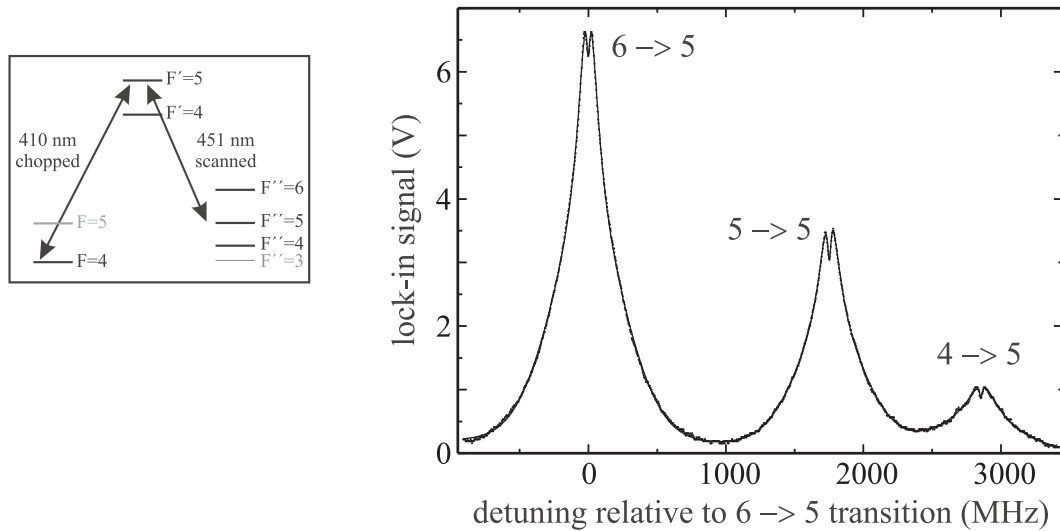 F´=5
F´=4
410 nm
chopped
451 nm
scanned
F´´=6
F=5
F´´=5
F´´=4
F=4
F´´=3
lock-in signal (V)
6
4
2
0
6 –> 5
5 –> 5
4 –> 5
0
1000
2000
3000
detuning relative to 6 –> 5 transition (MHz)